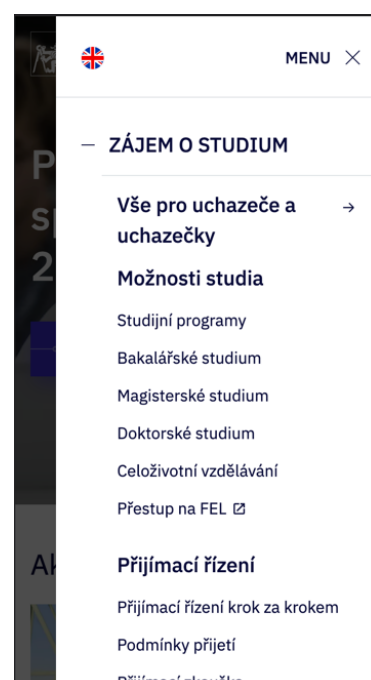 MENU
ZÁJEM O STUDIUM
Vše pro uchazeče a
uchazečky
Možnosti studia
Studijní programy
Bakalářské studium
Magisterské studium
Doktorské studium
Celoživotní vzdělávání
Přestup na FEL
Přijímací řízení
Přijímací řízení krok za krokem
Podmínky přijetí